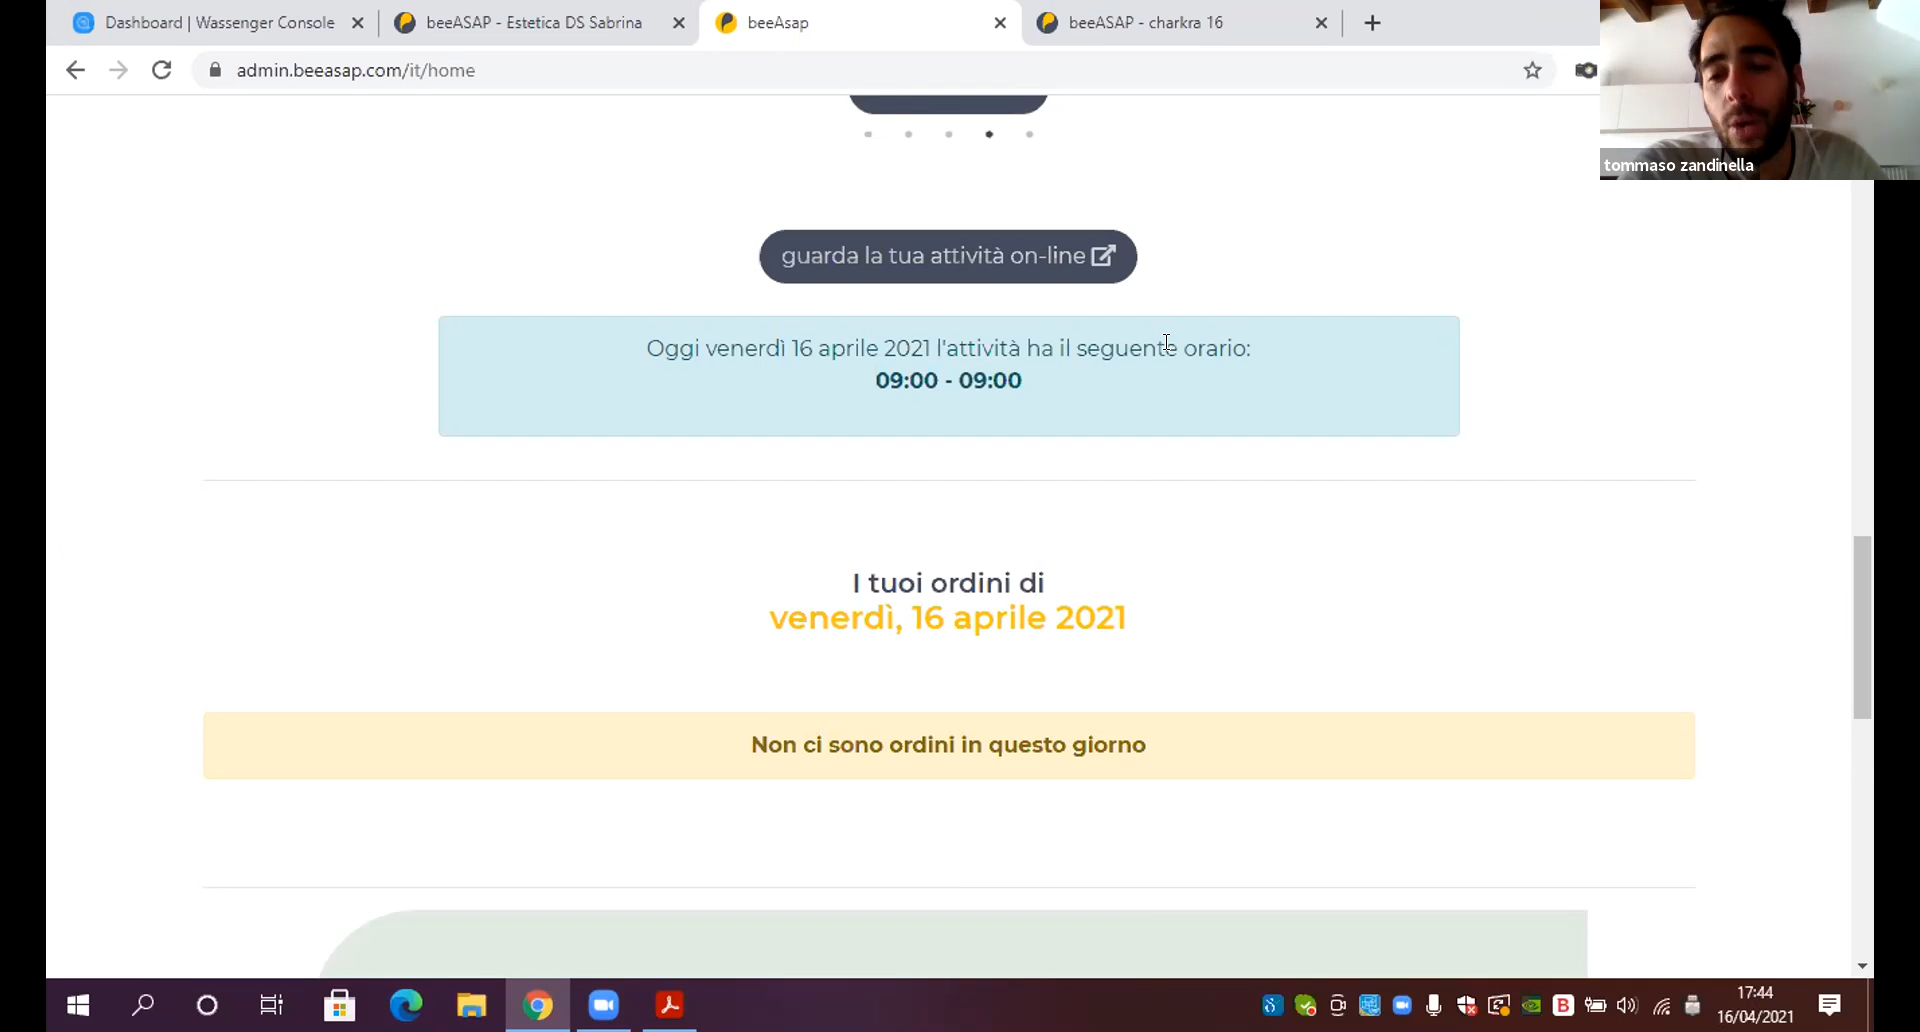 Dashboard | Wassenger Console
beeASAP - Estetica DS Sabrina
beeAsap
beeASAP - charkra 16
admin.beeasap.com/it/home
tommaso zandinella
guarda la tua attività on-line
Oggi venerdì 16 aprile 2021 l'attività ha il seguente orario:
09:00 - 09:00
I tuoi ordini di
venerdì, 16 aprile 2021
Non ci sono ordini in questo giorno
17:44
16/04/2021